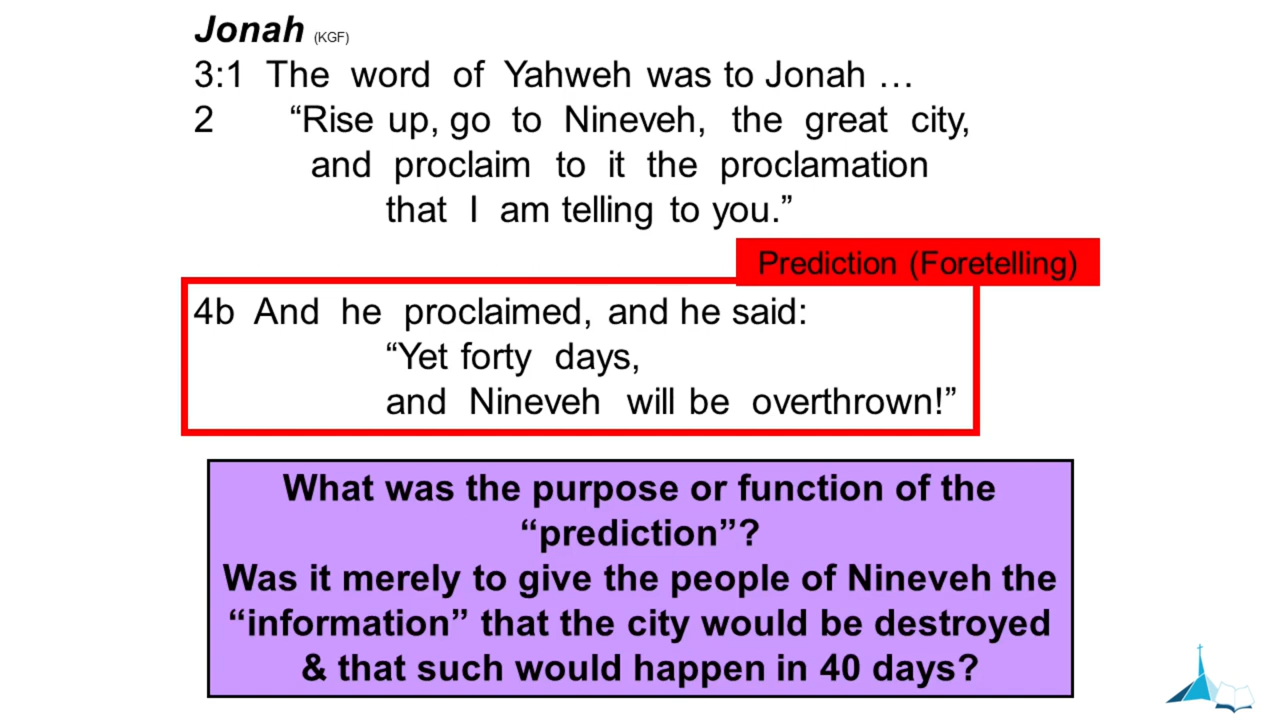 Jonah (KGF)
3:1 The word of Yahweh was to Jonah …
2 “Rise up, go to Nineveh, the great city,
and proclaim to it the proclamation
that I am telling to you.”
Prediction (Foretelling)
4b And he proclaimed, and he said:
“Yet forty days,
and Nineveh will be overthrown!”
What was the purpose or function of the
“prediction”?
Was it merely to give the people of Nineveh the
“information” that the city would be destroyed
& that such would happen in 40 days?